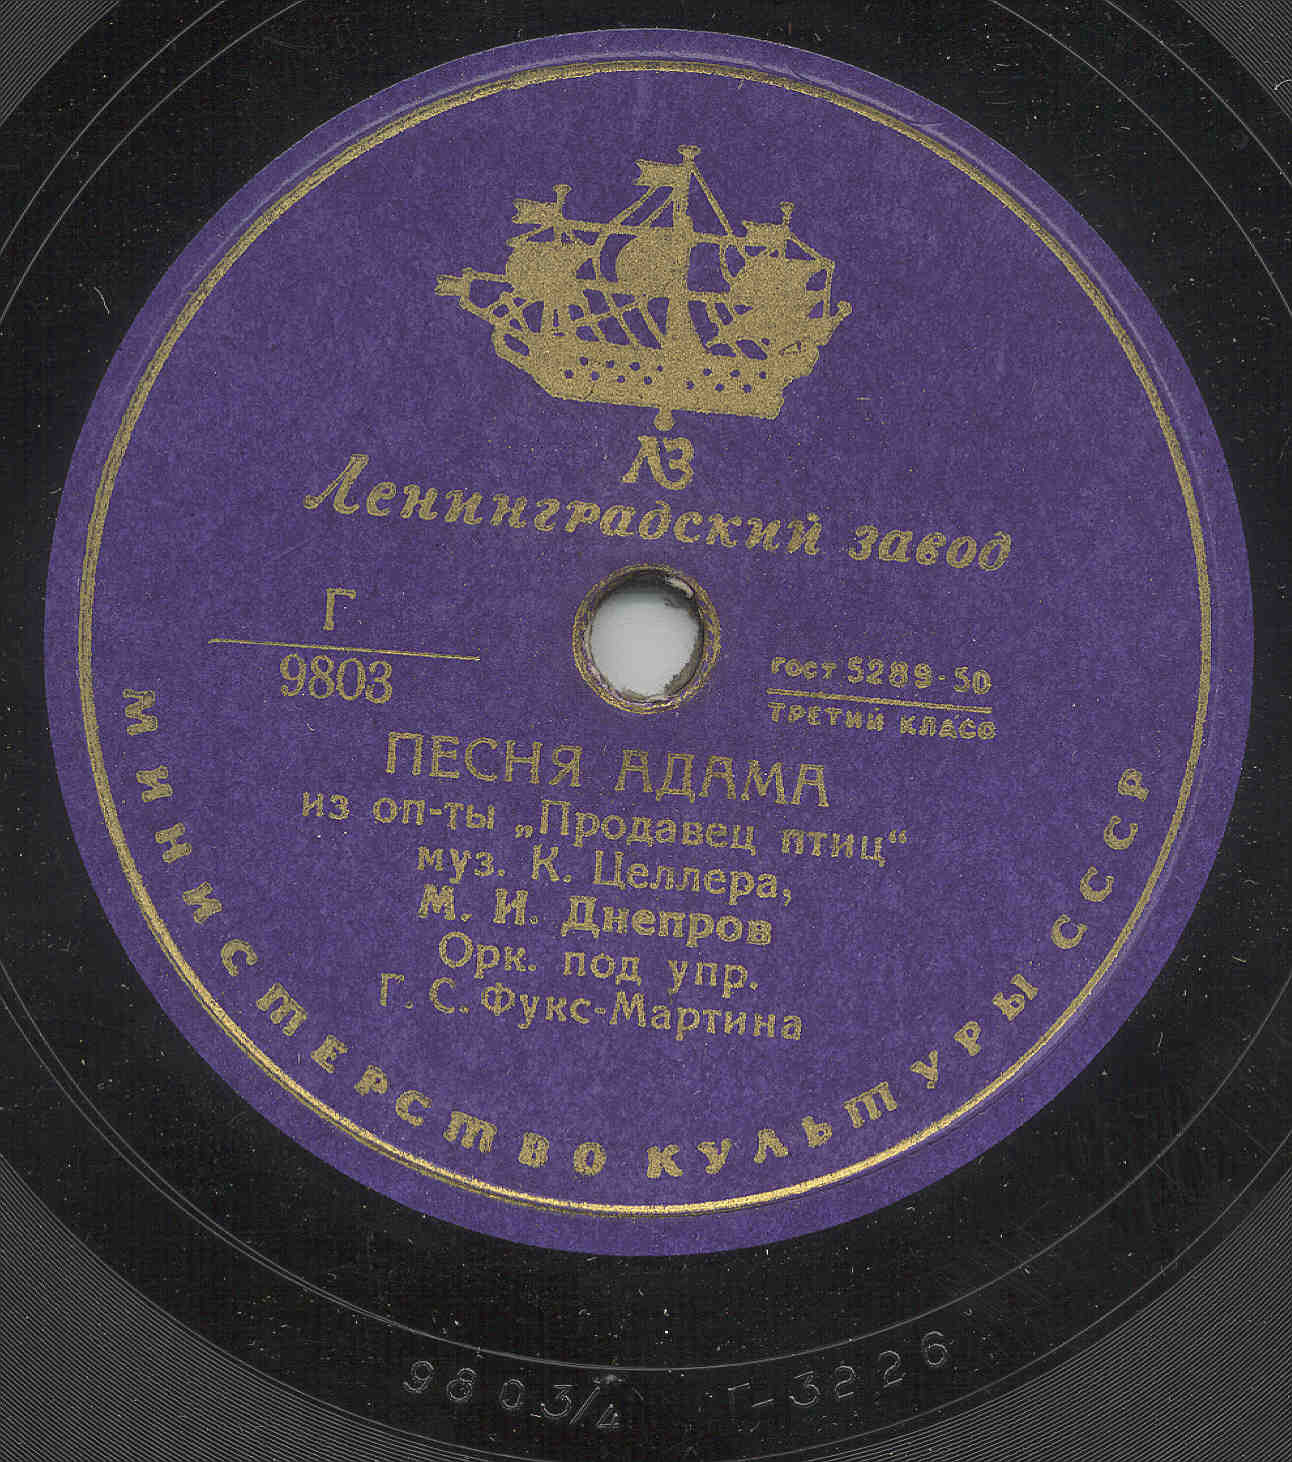 ЛЗ
Ленинградский завод
Г
9803
ГОСТ 5289-50
ТРЕТИЙ КЛАСС
ПЕСНЯ АДАМА
из оп-ты „Продавец птиц“
муз. К. Целлера,
М. И. Днепров
Орк. под упр.
Г. С. Фукс-Мартина
МИНИСТЕРСТВО КУЛЬТУРЫ СССР
9803/4 Г-3226